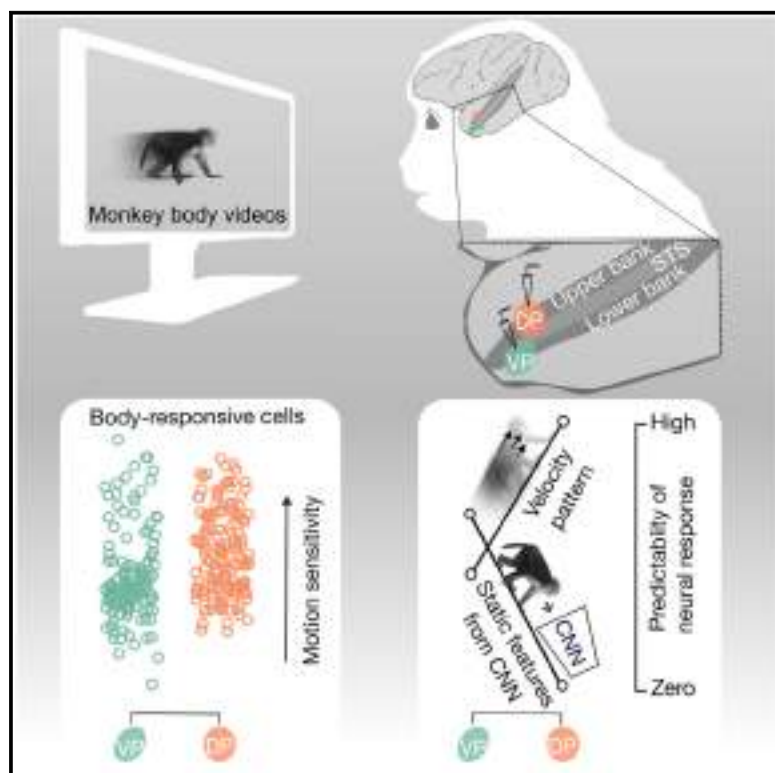 Monkey body videos
Upper bank
STS
Lower bank
DP
VP
Body-responsive cells
Motion sensitivity
VP
DP
Velocity
pattern
Static features
from CNN
CNN
High
Predictablity of
neural response
Zero
VP
DP